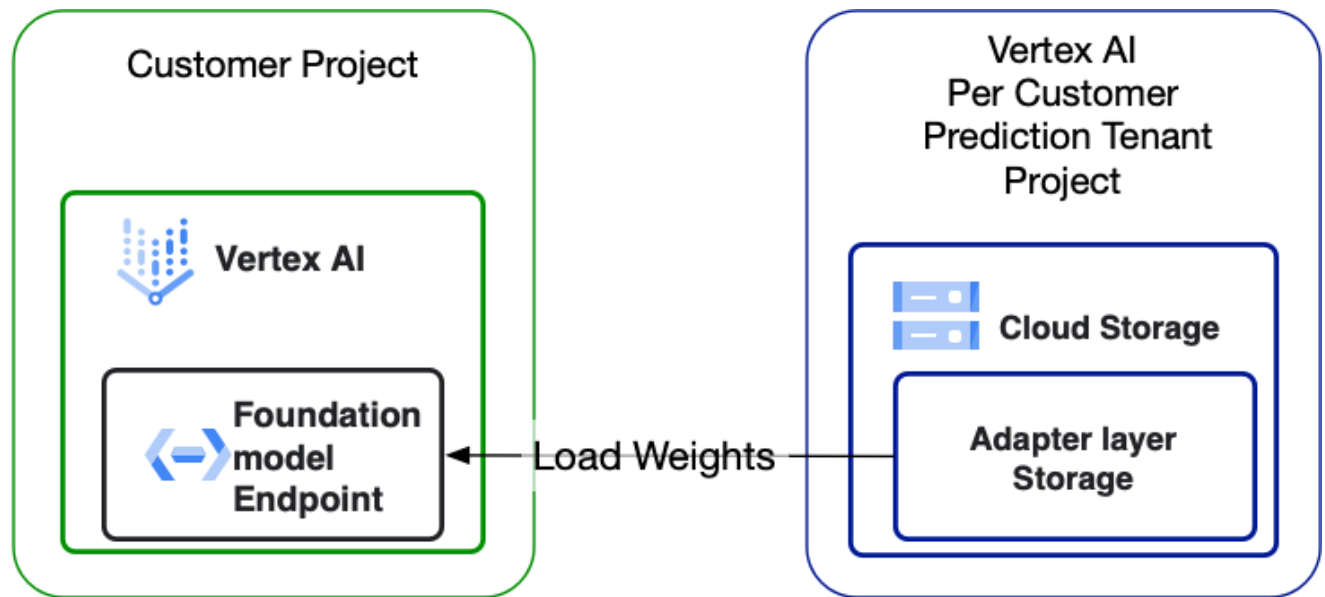 Customer Project
Vertex AI
Foundation
model
Endpoint
Load Weights
Vertex AI
Per Customer
Prediction Tenant
Project
Cloud Storage
Adapter layer
Storage